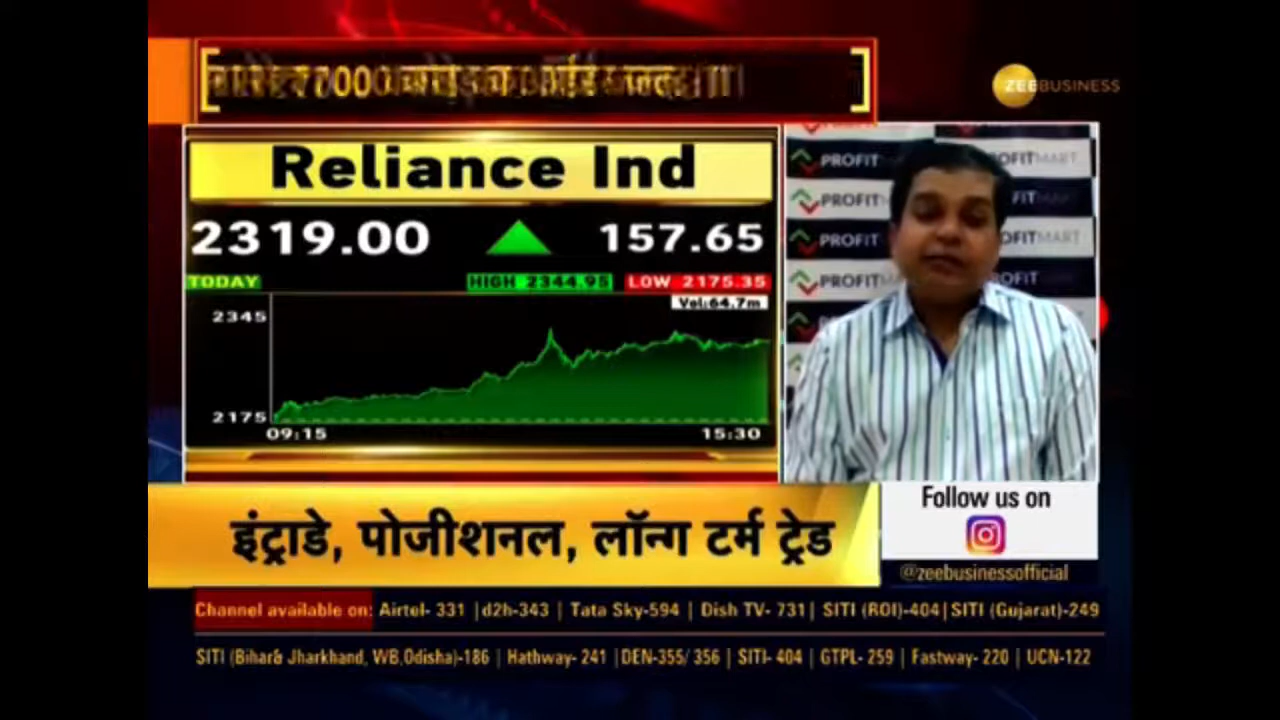 ZEEBUSINESS
Reliance Ind
2319.00 157.65
TODAY HIGH 2344.95 LOW 2175.35
Vol:64.7m
2345
2175
09:15 15:30
PROFIT PROFITMART
PROFIT
PROFIT
PROFIT
इंट्राडे, पोजीशनल, लॉन्ग टर्म ट्रेड
Follow us on
@zeebusinessofficial
Channel available on: Airtel- 331 |d2h-343 | Tata Sky-594 | Dish TV- 731| SITI (ROI)-404| SITI (Gujarat)-249
SITI (Bihar& Jharkhand, WB,Odisha)-186 | Hathway- 241 |DEN-355/ 356 | SITI- 404 | GTPL- 259 | Fastway- 220 | UCN-122